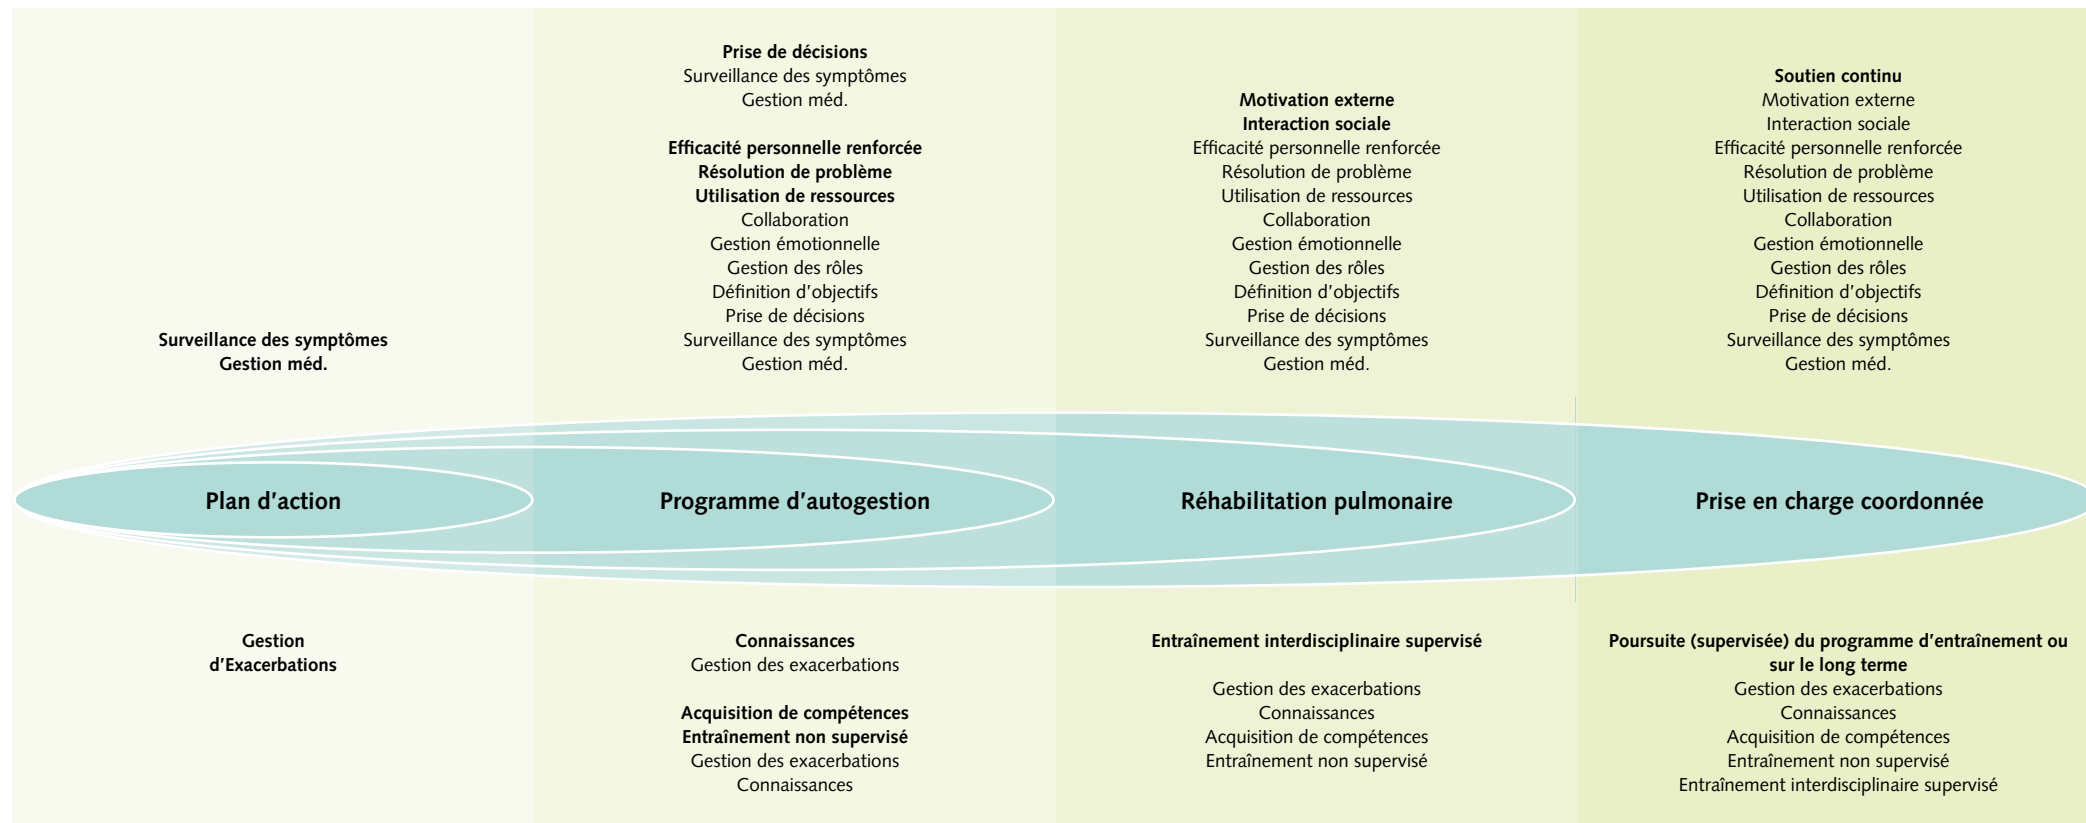 Surveillance des symptômes
Gestion méd.
Prise de décisions
Surveillance des symptômes
Gestion méd.
Efficacité personnelle renforcée
Résolution de problème
Utilisation de ressources
Collaboration
Gestion émotionnelle
Gestion des rôles
Définition d'objectifs
Prise de décisions
Surveillance des symptômes
Gestion méd.
Motivation externe
Interaction sociale
Efficacité personnelle renforcée
Résolution de problème
Utilisation de ressources
Collaboration
Gestion émotionnelle
Gestion des rôles
Définition d'objectifs
Prise de décisions
Surveillance des symptômes
Gestion méd.
Soutien continu
Motivation externe
Interaction sociale
Efficacité personnelle renforcée
Résolution de problème
Utilisation de ressources
Collaboration
Gestion émotionnelle
Gestion des rôles
Définition d'objectifs
Prise de décisions
Surveillance des symptômes
Gestion méd.
Plan d'action
Programme d'autogestion
Réhabilitation pulmonaire
Prise en charge coordonnée
Gestion
d'Exacerbations
Connaissances
Gestion des exacerbations
Acquisition de compétences
Entraînement non supervisé
Gestion des exacerbations
Connaissances
Entraînement interdisciplinaire supervisé
Gestion des exacerbations
Connaissances
Acquisition de compétences
Entraînement non supervisé
Poursuite (supervisée) du programme d'entraînement ou
sur le long terme
Gestion des exacerbations
Connaissances
Acquisition de compétences
Entraînement non supervisé
Entraînement interdisciplinaire supervisé